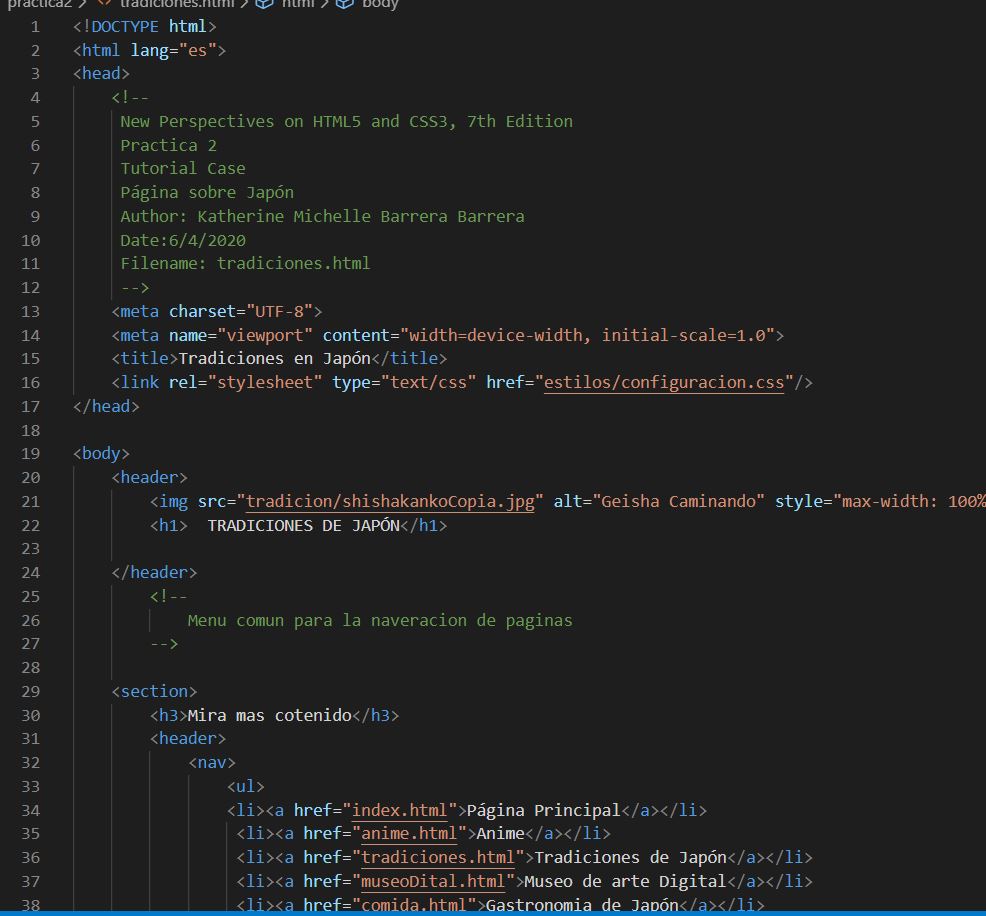 practica2 > <> tradiciones.html > html > body
1 <!DOCTYPE html>
2 <html lang="es">
3 <head>
4 <!--
5 New Perspectives on HTML5 and CSS3, 7th Edition
6 Practica 2
7 Tutorial Case
8 Página sobre Japón
9 Author: Katherine Michelle Barrera Barrera
10 Date:6/4/2020
11 Filename: tradiciones.html
12 -->
13 <meta charset="UTF-8">
14 <meta name="viewport" content="width=device-width, initial-scale=1.0">
15 <title>Tradiciones en Japón</title>
16 <link rel="stylesheet" type="text/css" href="estilos/configuracion.css"/>
17 </head>
18
19 <body>
20 <header>
21 <img src="tradicion/shishakankoCopia.jpg" alt="Geisha Caminando" style="max-width: 100%
22 <h1>  TRADICIONES DE JAPÓN</h1>
23
24 </header>
25 <!--
26 Menu comun para la naveracion de paginas
27 -->
28
29 <section>
30 <h3>Mira mas cotenido</h3>
31 <header>
32 <nav>
33 <ul>
34 <li><a href="index.html">Página Principal</a></li>
35 <li><a href="anime.html">Anime</a></li>
36 <li><a href="tradiciones.html">Tradiciones de Japón</a></li>
37 <li><a href="museoDital.html">Museo de arte Digital</a></li>
38 <li><a href="comida.html">Gastronomia de Japón</a></li>